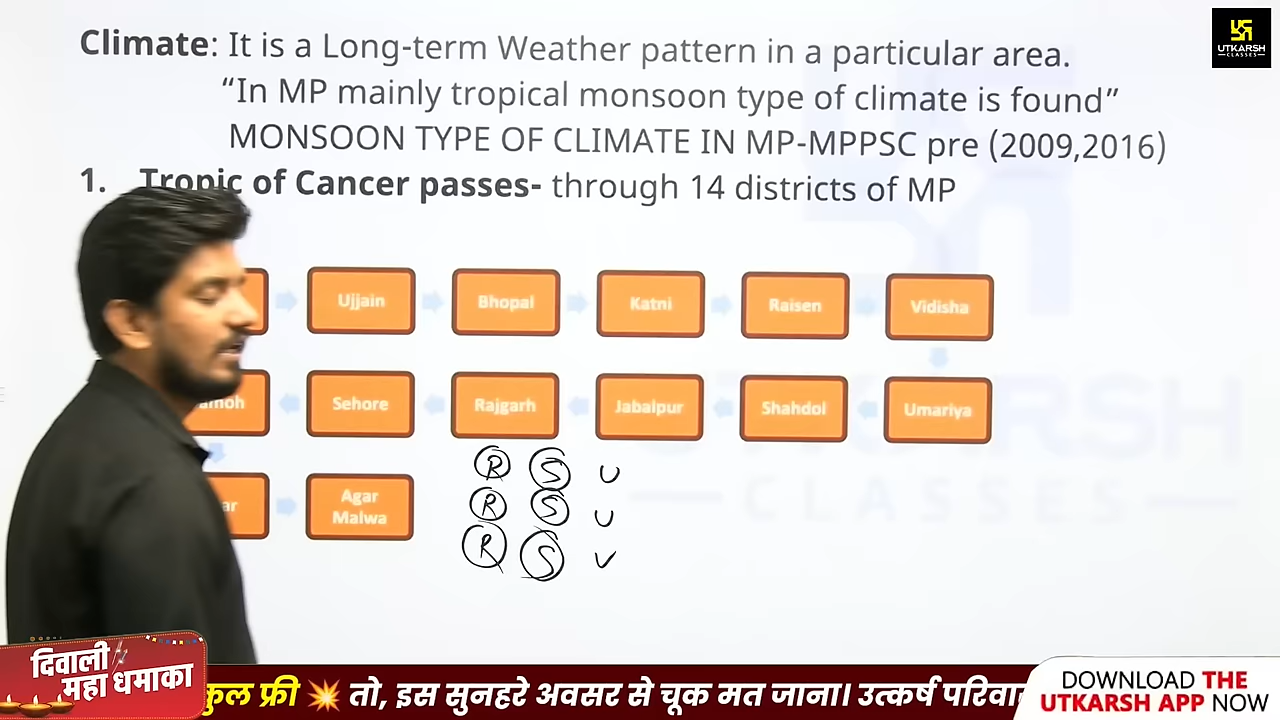 Climate: It is a Long-term Weather pattern in a particular area.
UTKARSH
CLASSES
“In MP mainly tropical monsoon type of climate is found”
MONSOON TYPE OF CLIMATE IN MP-MPPSC pre (2009,2016)
1. Tropic of Cancer passes- through 14 districts of MP
Ujjain
Bhopal
Katni
Raisen
Vidisha
Sehore
Rajgarh
Jabalpur
Shahdol
Umariya
Agar
Malwa
R S U
R S U
R S V
CLASSES
दिवाली
महा धमाका
फ्री 💥 तो, इस सुनहरे अवसर से चूक मत जाना। उत्कर्ष
DOWNLOAD THE
UTKARSH APP NOW